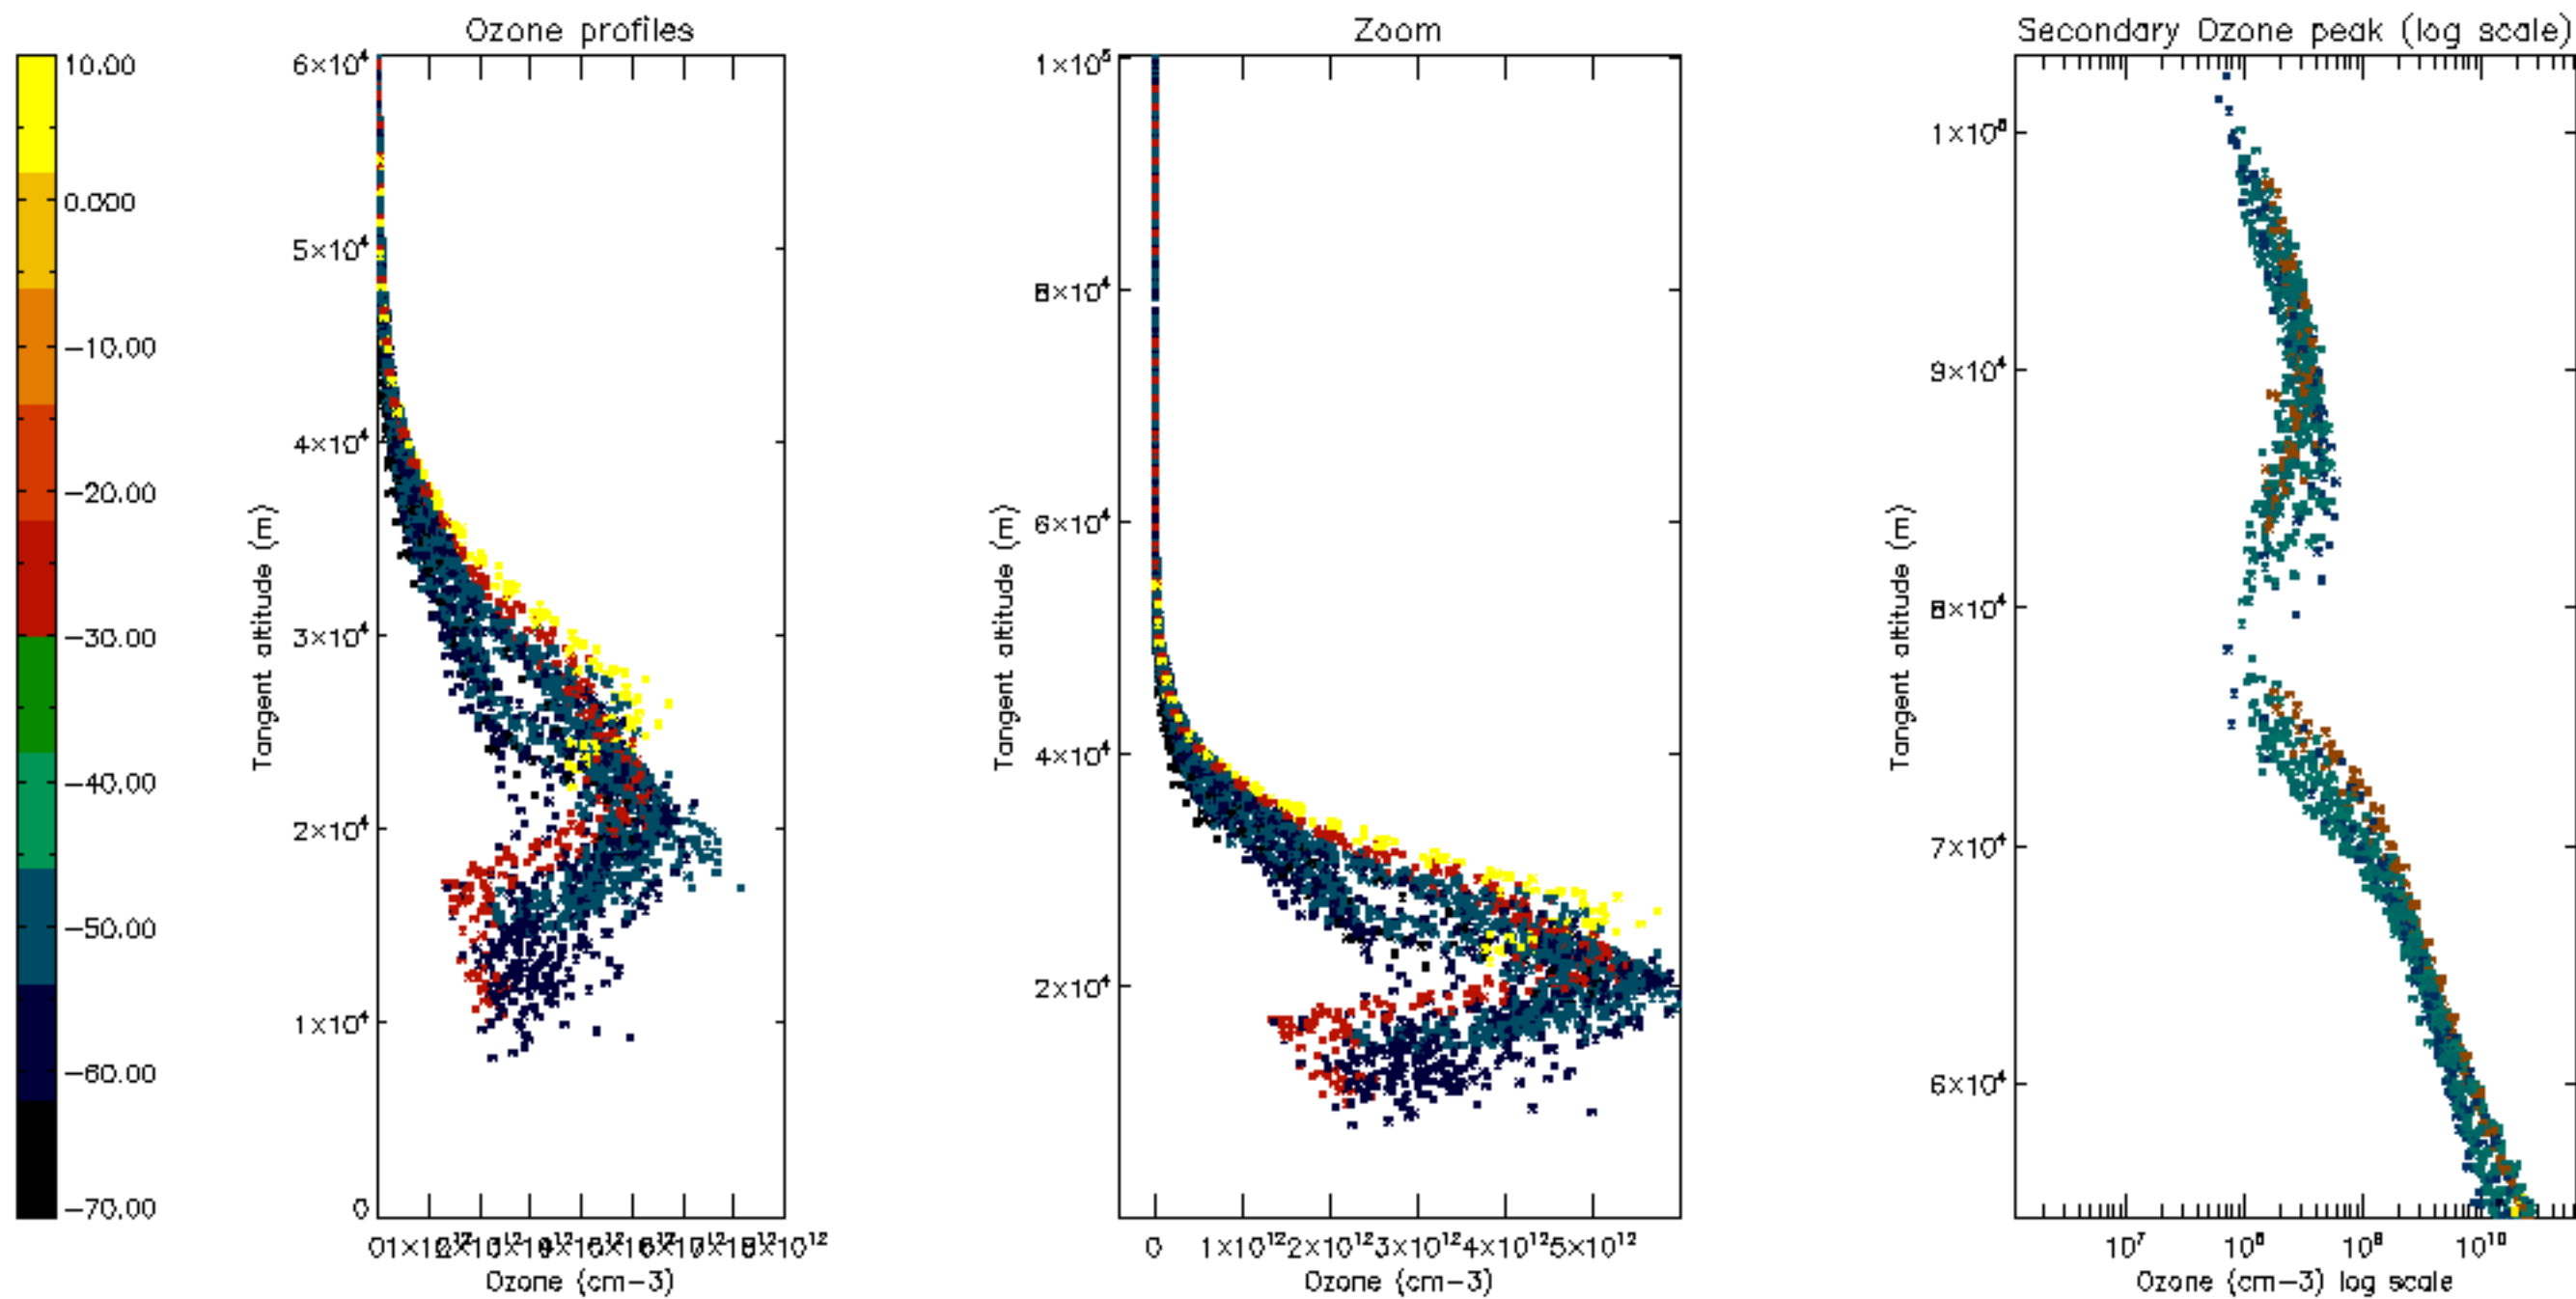 Ozone profiles
Zoom
Secondary Ozone peak (log scale)
10.00
0.000
−10.00
−20.00
−30.00
−40.00
−50.00
−60.00
−70.00
6×10⁴
5×10⁴
4×10⁴
3×10⁴
2×10⁴
1×10⁴
0
Tangent altitude (m)
Ozone (cm−3)
1×10⁵
8×10⁴
6×10⁴
4×10⁴
2×10⁴
Tangent altitude (m)
0 1×10¹² 2×10¹² 3×10¹² 4×10¹² 5×10¹²
Ozone (cm−3)
9×10⁴
8×10⁴
7×10⁴
6×10⁴
Tangent altitude (m)
10⁷ 10⁸ 10⁹ 10¹⁰
Ozone (cm−3) log scale